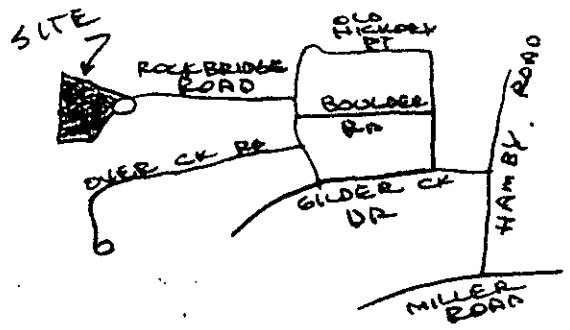 SITE
OLD
HICKORY
PT
ROCKBRIDGE
ROAD
BOULDER
RD
OVER CK RD
GILDER CK
DR
HAMBY. ROAD
MILLER
ROAD